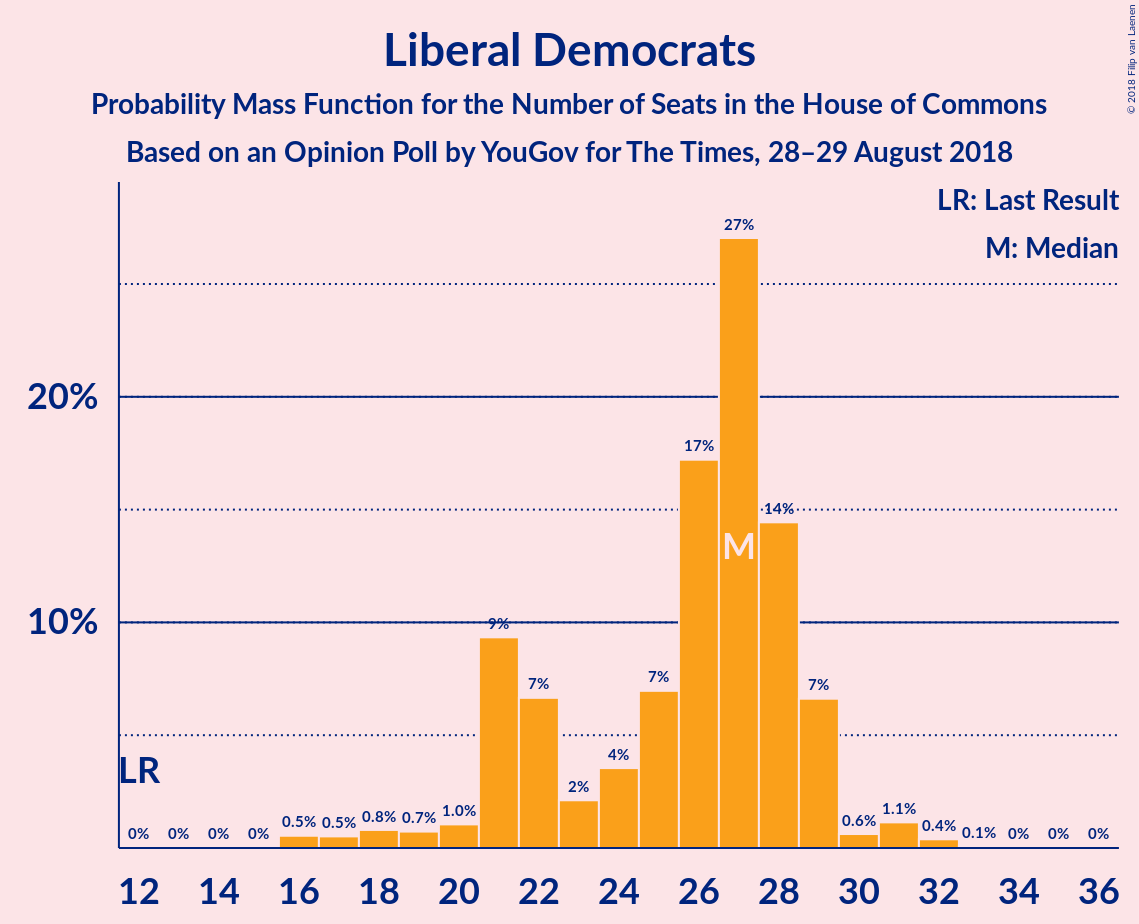 Liberal Democrats
Probability Mass Function for the Number of Seats in the House of Commons
Based on an Opinion Poll by YouGov for The Times, 28–29 August 2018
© 2018 Filip van Laenen
LR: Last Result
M: Median
27%
20%
17%
14%
M
10%
9%
7%
7%
7%
4%
2%
LR
0% 0% 0% 0% 0.5% 0.5% 0.8% 0.7% 1.0% 0.6% 1.1% 0.4% 0.1% 0% 0% 0%
12 14 16 18 20 22 24 26 28 30 32 34 36